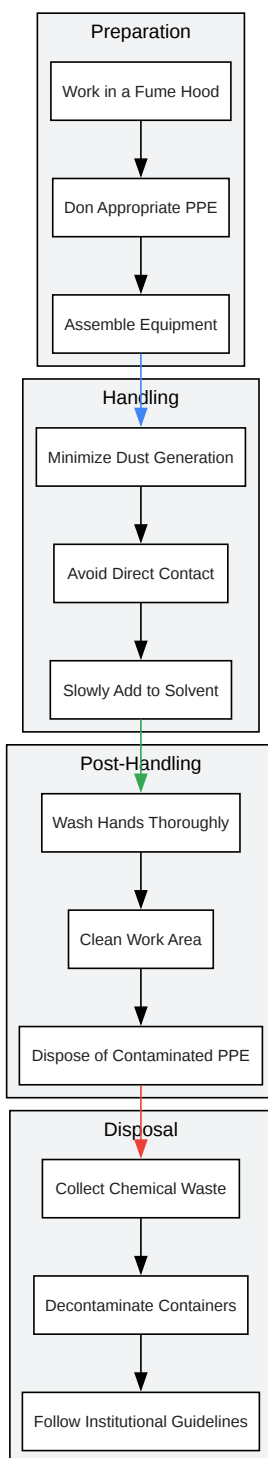 Preparation
Work in a Fume Hood
Don Appropriate PPE
Assemble Equipment
Handling
Minimize Dust Generation
Avoid Direct Contact
Slowly Add to Solvent
Post-Handling
Wash Hands Thoroughly
Clean Work Area
Dispose of Contaminated PPE
Disposal
Collect Chemical Waste
Decontaminate Containers
Follow Institutional Guidelines